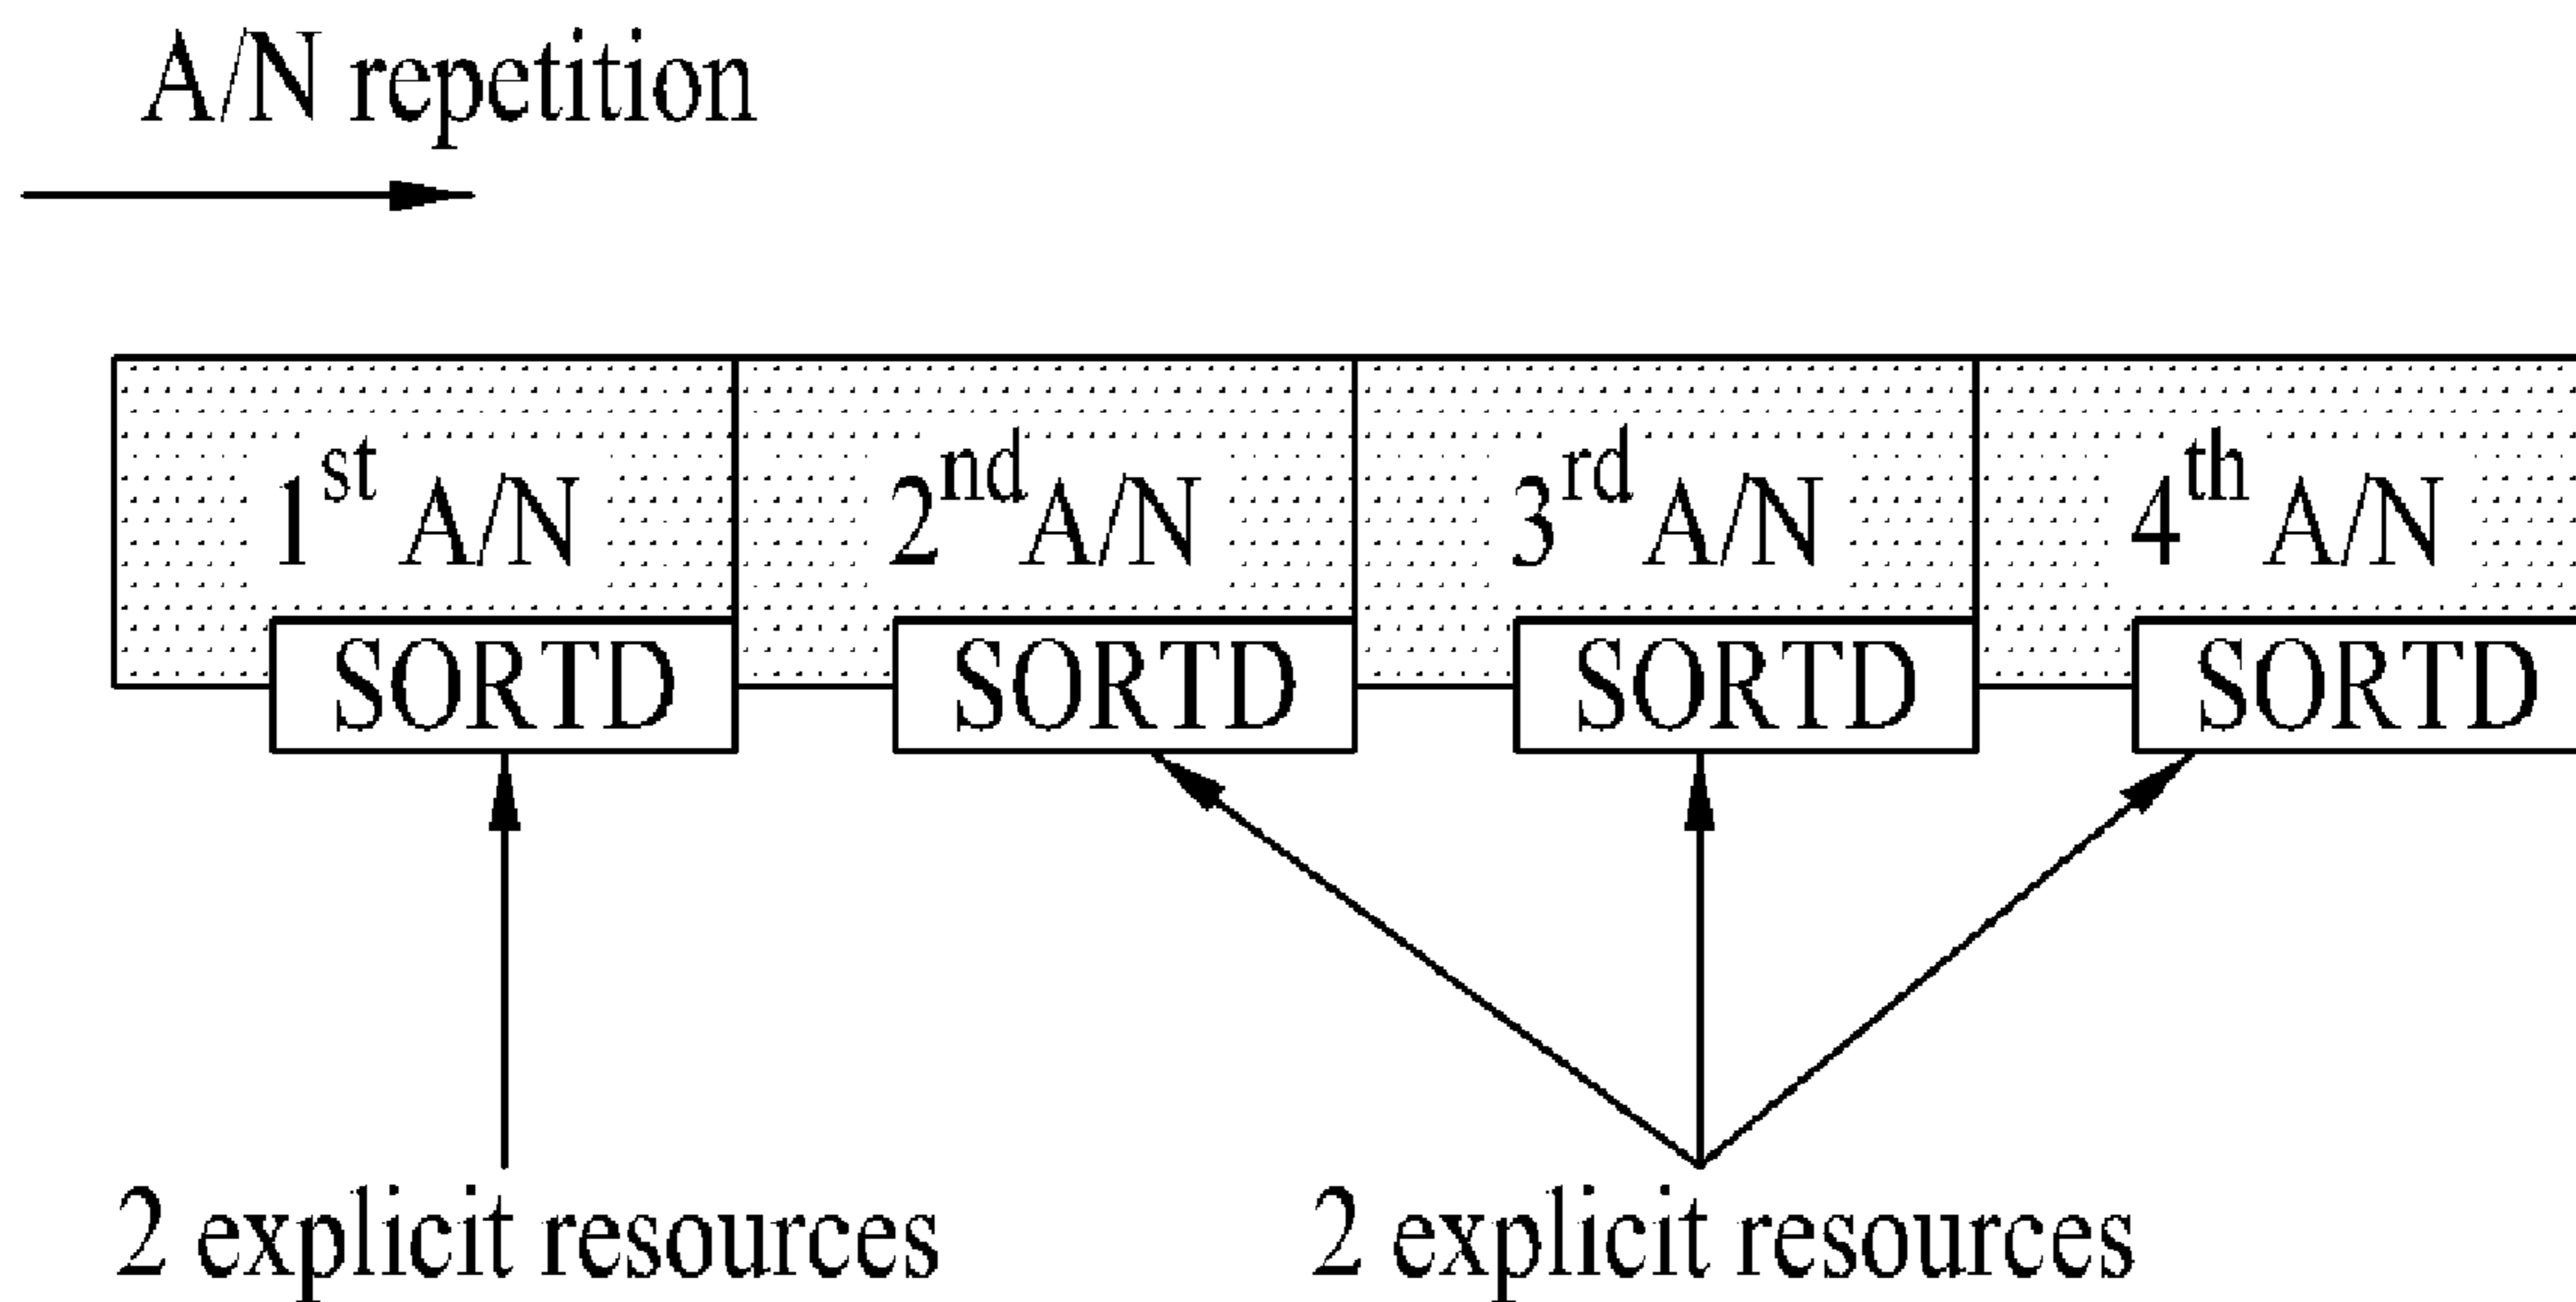 A/N repetition
1st A/N
2nd A/N
3rd A/N
4th A/N
SORTD
SORTD
SORTD
SORTD
2 explicit resources
2 explicit resources